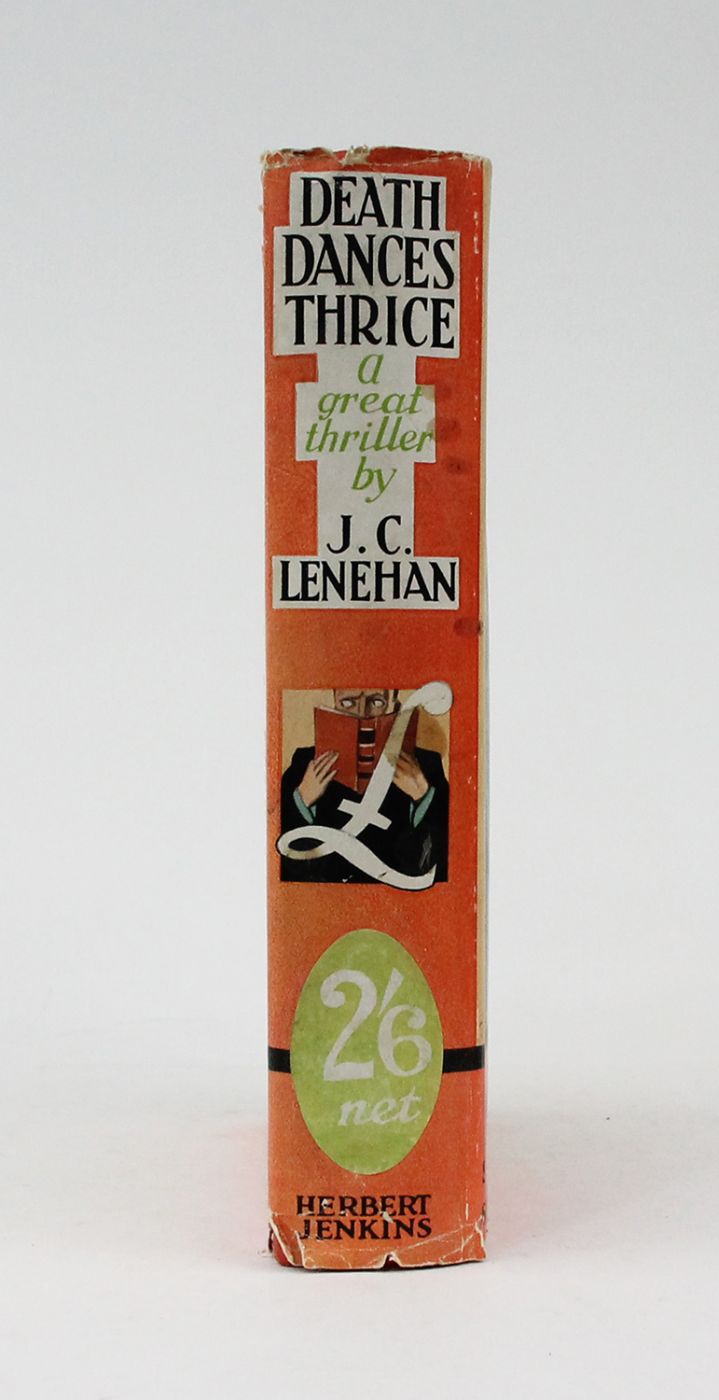 DEATH
DANCES
THRICE
a
great
thriller
by
J. C.
LENEHAN
£
2'6
net
HERBERT
JENKINS